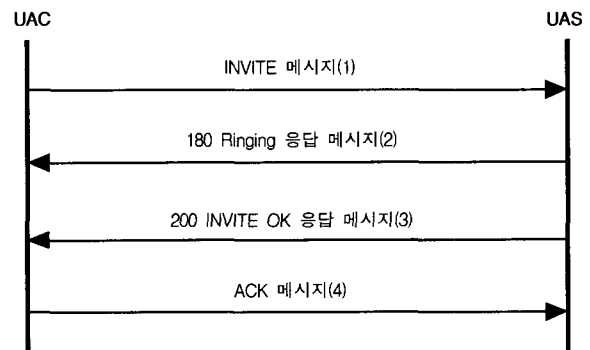 UAC UAS
INVITE 메시지(1)
180 Ringing 응답 메시지(2)
200 INVITE OK 응답 메시지(3)
ACK 메시지(4)